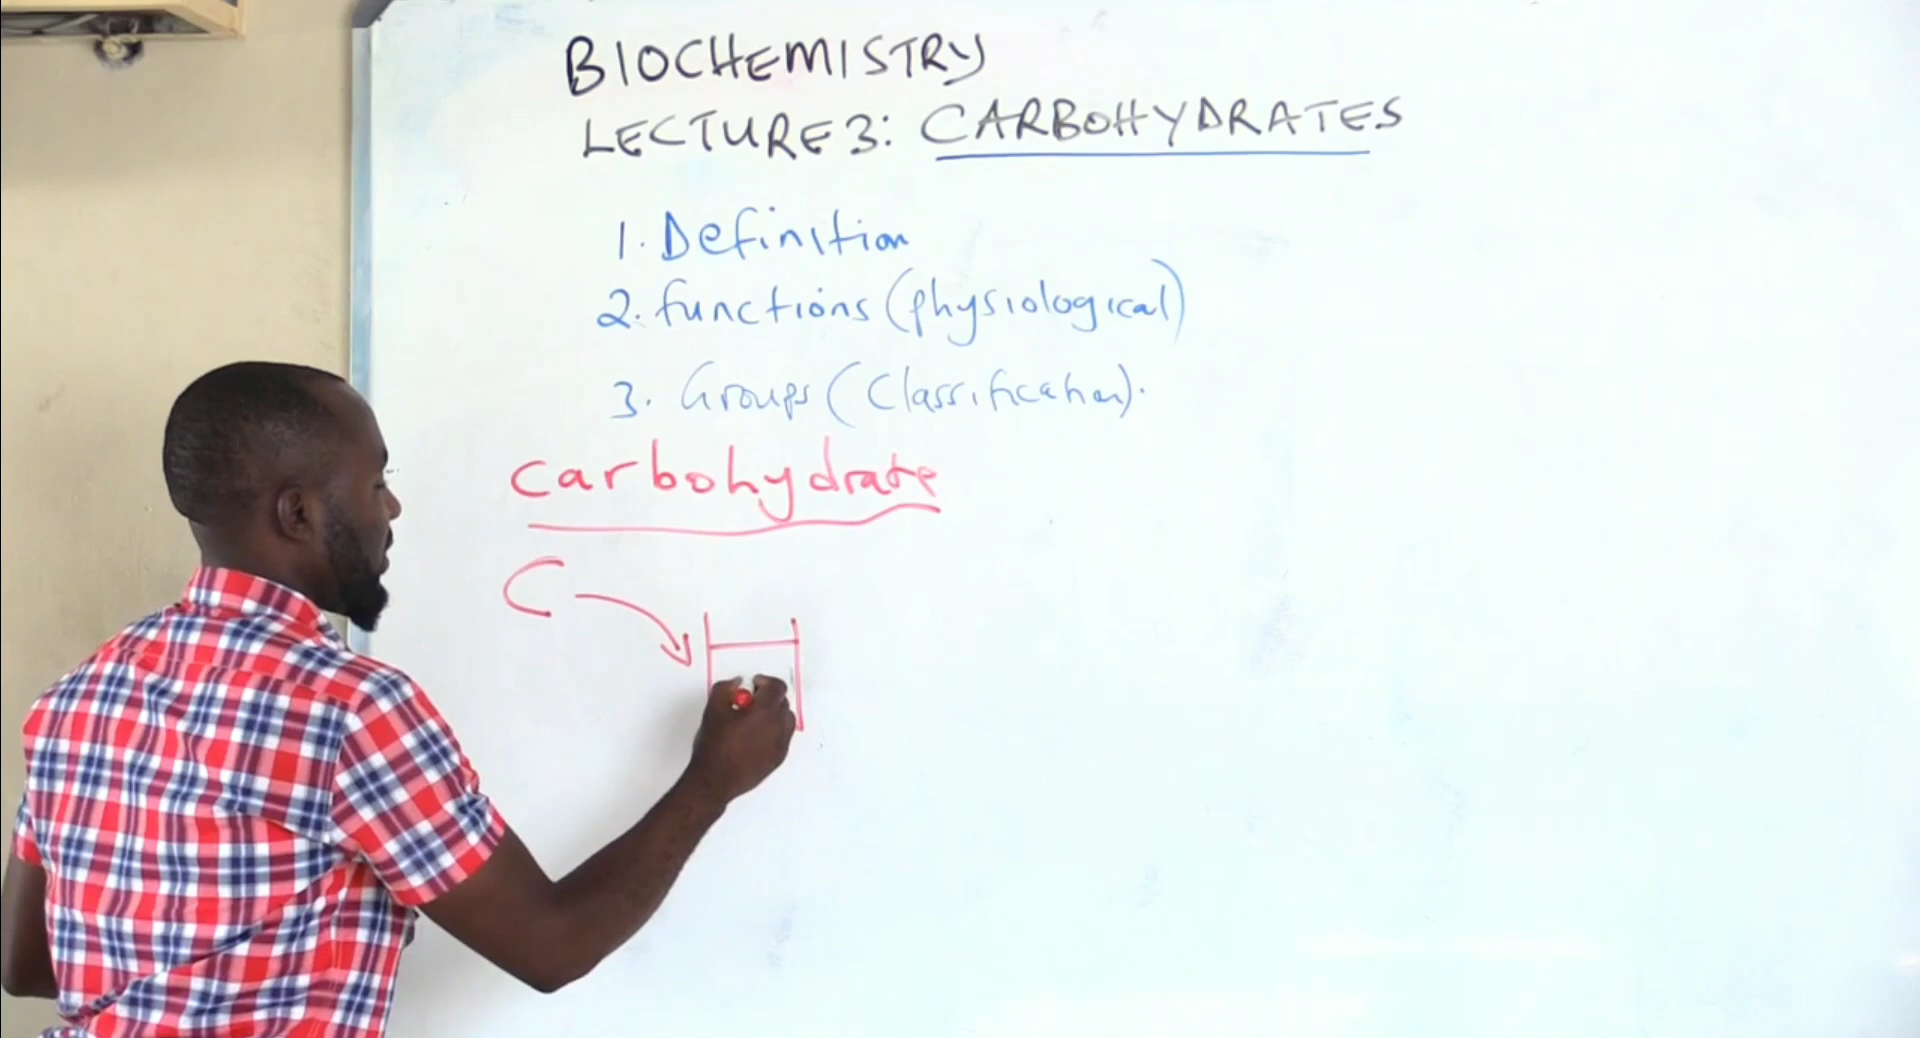 BIOCHEMISTRY
LECTURE 3: CARBOHYDRATES
1. Definition
2. functions (physiological)
3. Groups (Classification).
carbohydrate
C